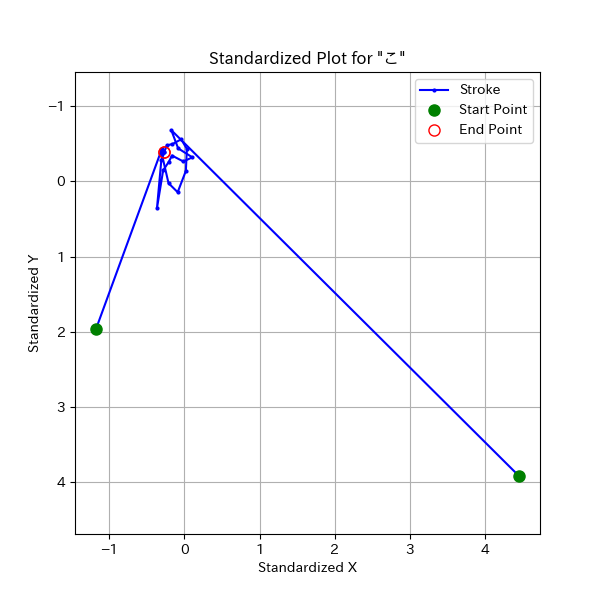 Standardized Plot for "こ"
Stroke
Start Point
End Point
Standardized Y
−1
0
1
2
3
4
−1 0 1 2 3 4
Standardized X